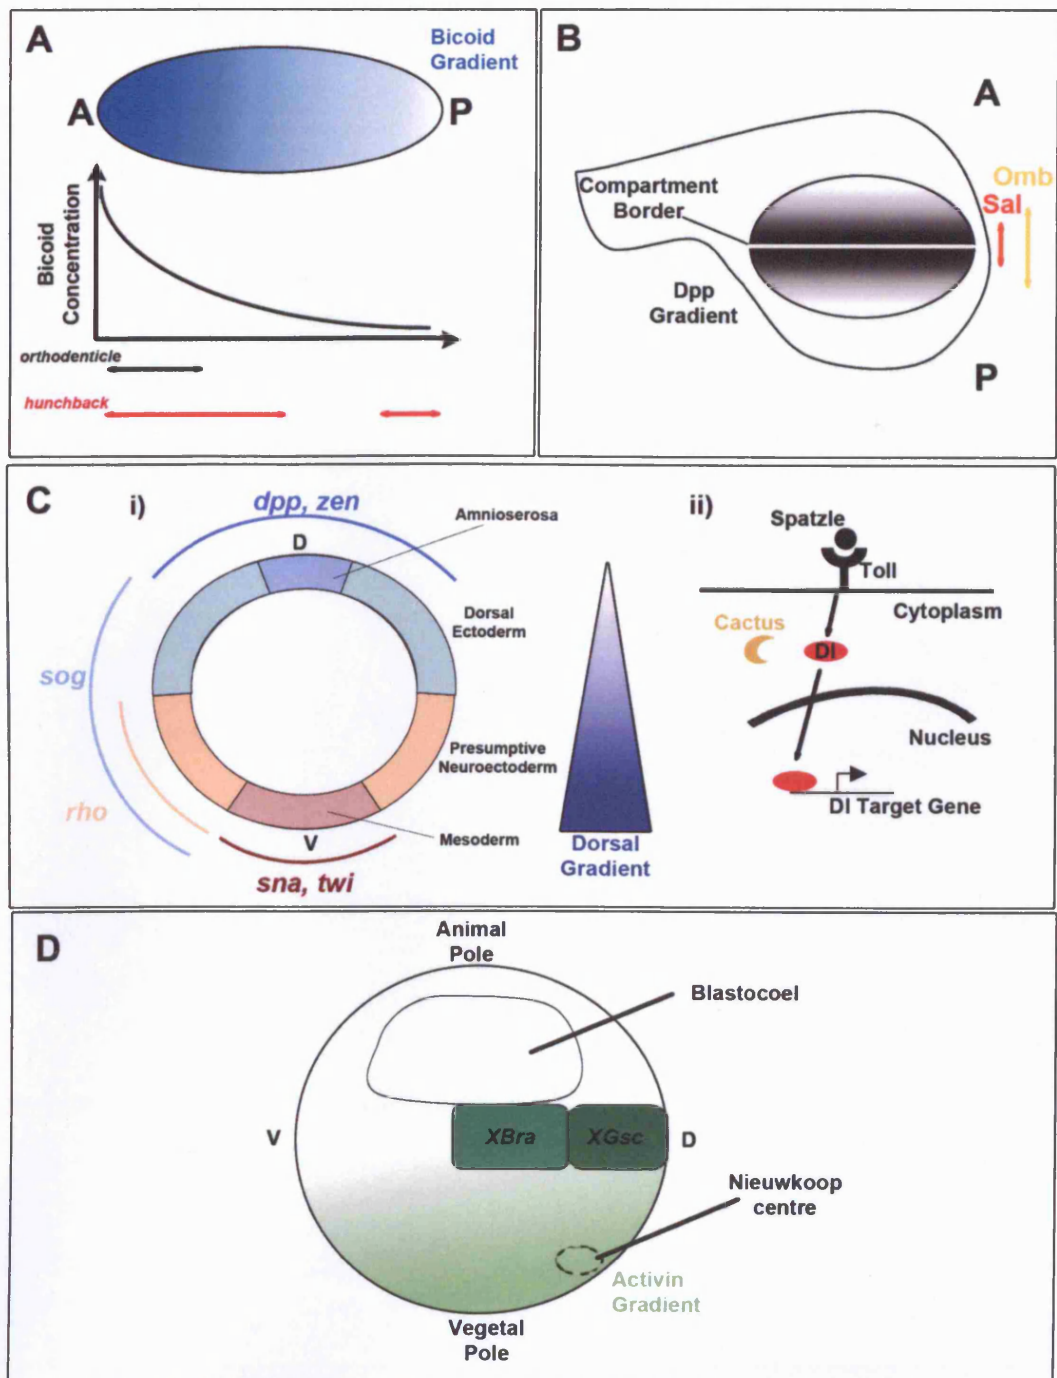 A
Bicoid
Gradient
A
P
Bicoid
Concentration
orthodenticle
hunchback
B
A
Omb
Sal
Compartment
Border
Dpp
Gradient
P
C
i)
dpp, zen
D
Amnioserosa
Dorsal
Ectoderm
sog
Presumptive
Neuroectoderm
rho
V
Mesoderm
sna, twi
Dorsal
Gradient
ii)
Spatzle
Toll
Cytoplasm
Cactus
Dl
Nucleus
Dl Target Gene
D
Animal
Pole
Blastocoel
V
XBra
XGsc
D
Nieuwkoop
centre
Activin
Gradient
Vegetal
Pole